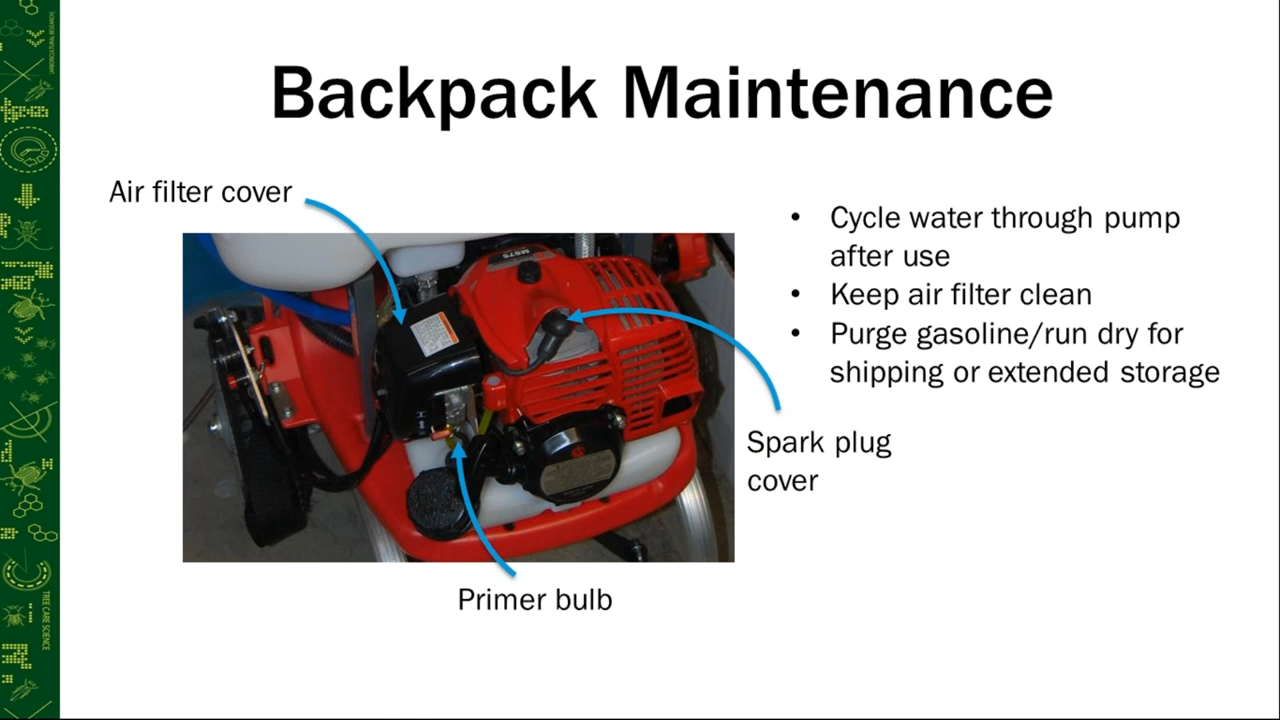 Backpack Maintenance
Air filter cover
• Cycle water through pump
after use
• Keep air filter clean
• Purge gasoline/run dry for
shipping or extended storage
Spark plug
cover
Primer bulb
TREE CARE SCIENCE